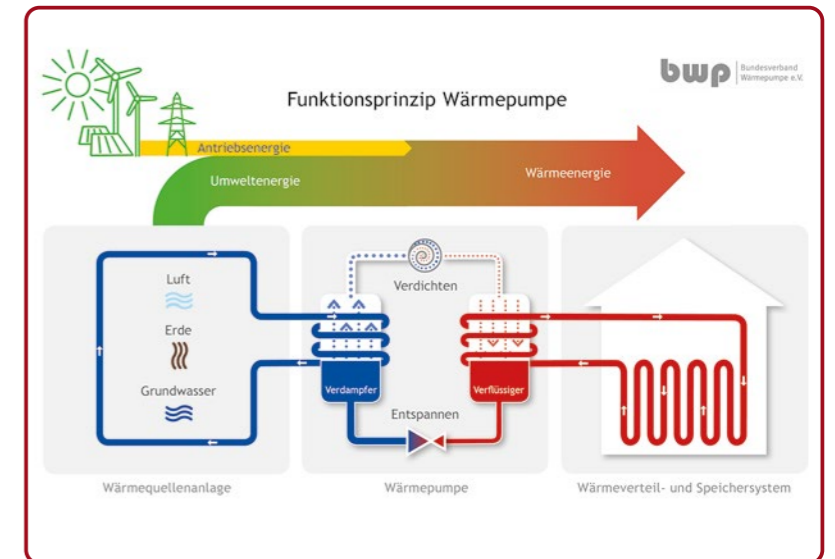 bwp
Bundesverband
Wärmepumpe e.V.
Funktionsprinzip Wärmepumpe
Antriebsenergie
Umweltenergie
Wärmeenergie
Luft
Erde
Grundwasser
Verdichten
Verdampfer
Verflüssiger
Entspannen
Wärmequellenanlage
Wärmepumpe
Wärmeverteil- und Speichersystem